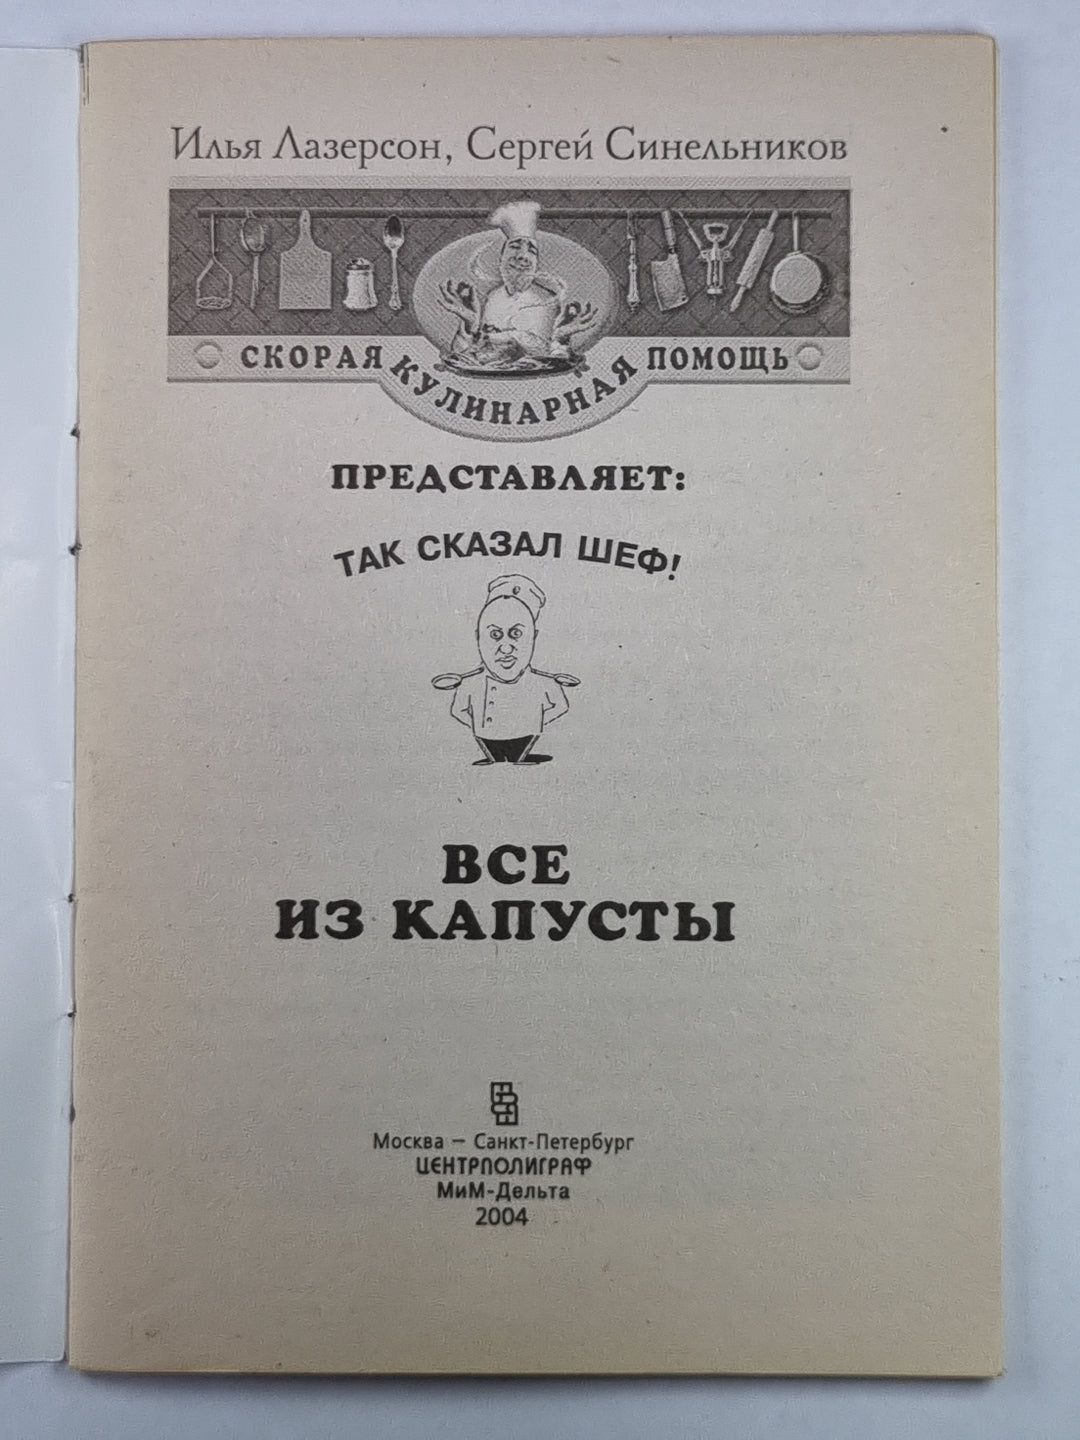 Илья Лазерсон, Сергей Синельников
СКОРАЯ КУЛИНАРНАЯ ПОМОЩЬ
ПРЕДСТАВЛЯЕТ:
ТАК СКАЗАЛ ШЕФ!
ВСЕ
ИЗ КАПУСТЫ
Москва – Санкт-Петербург
ЦЕНТРПОЛИГРАФ
МиМ-Дельта
2004